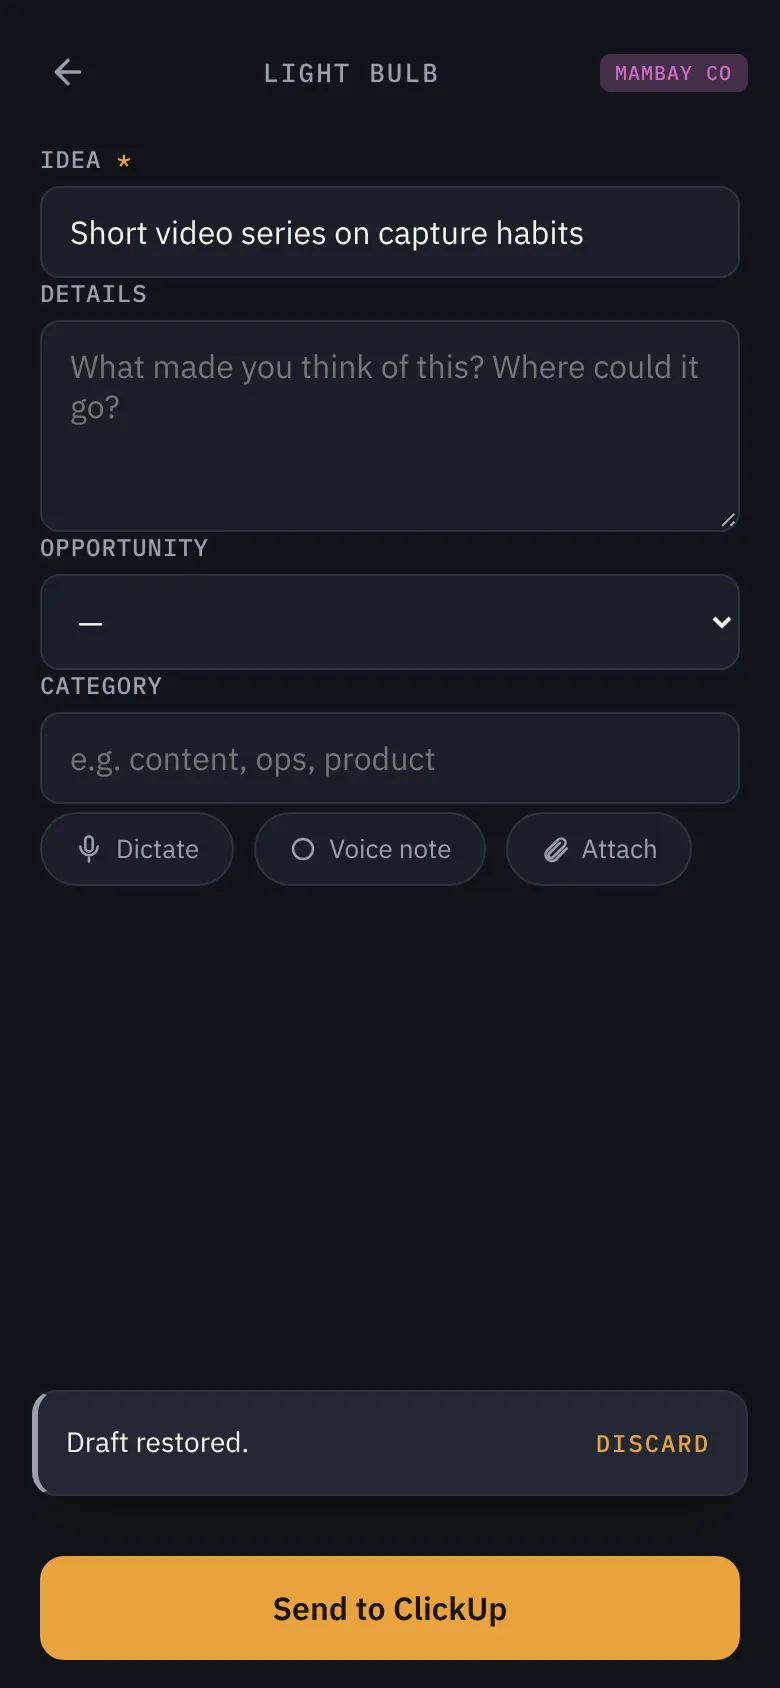 LIGHT BULB
MAMBAY CO
IDEA *
Short video series on capture habits
DETAILS
What made you think of this? Where could it
go?
OPPORTUNITY
—
CATEGORY
e.g. content, ops, product
Dictate
Voice note
Attach
Draft restored.
DISCARD
Send to ClickUp